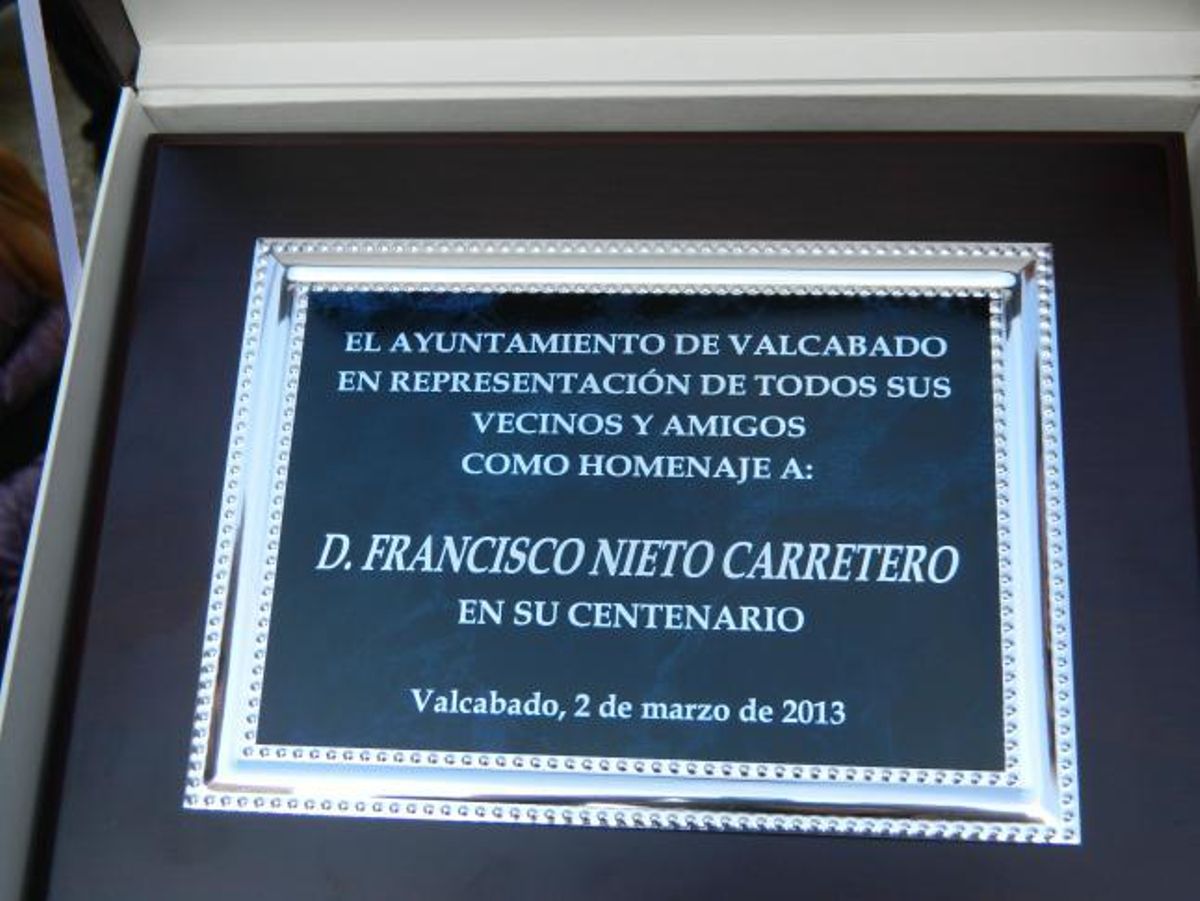 EL AYUNTAMIENTO DE VALCABADO
EN REPRESENTACIÓN DE TODOS SUS
VECINOS Y AMIGOS
COMO HOMENAJE A:
D. FRANCISCO NIETO CARRETERO
EN SU CENTENARIO
Valcabado, 2 de marzo de 2013